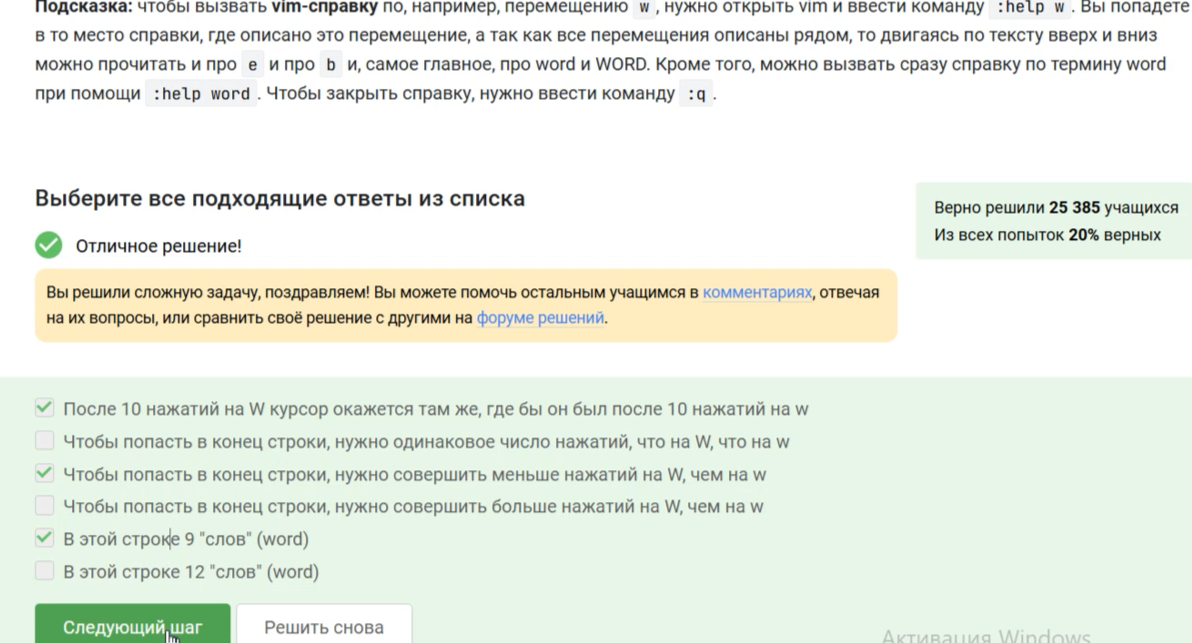 Подсказка: чтобы вызвать vim-справку по, например, перемещению w , нужно открыть vim и ввести команду :help w . Вы попадете
в то место справки, где описано это перемещение, а так как все перемещения описаны рядом, то двигаясь по тексту вверх и вниз
можно прочитать и про e и про b и, самое главное, про word и WORD. Кроме того, можно вызвать сразу справку по термину word
при помощи :help word . Чтобы закрыть справку, нужно ввести команду :q .
Выберите все подходящие ответы из списка
Верно решили 25 385 учащихся
Из всех попыток 20% верных
Отличное решение!
Вы решили сложную задачу, поздравляем! Вы можете помочь остальным учащимся в комментариях, отвечая
на их вопросы, или сравнить своё решение с другими на форуме решений.
После 10 нажатий на W курсор окажется там же, где бы он был после 10 нажатий на w
Чтобы попасть в конец строки, нужно одинаковое число нажатий, что на W, что на w
Чтобы попасть в конец строки, нужно совершить меньше нажатий на W, чем на w
Чтобы попасть в конец строки, нужно совершить больше нажатий на W, чем на w
В этой строке 9 "слов" (word)
В этой строке 12 "слов" (word)
Следующий шаг
Решить снова
Активация Windows